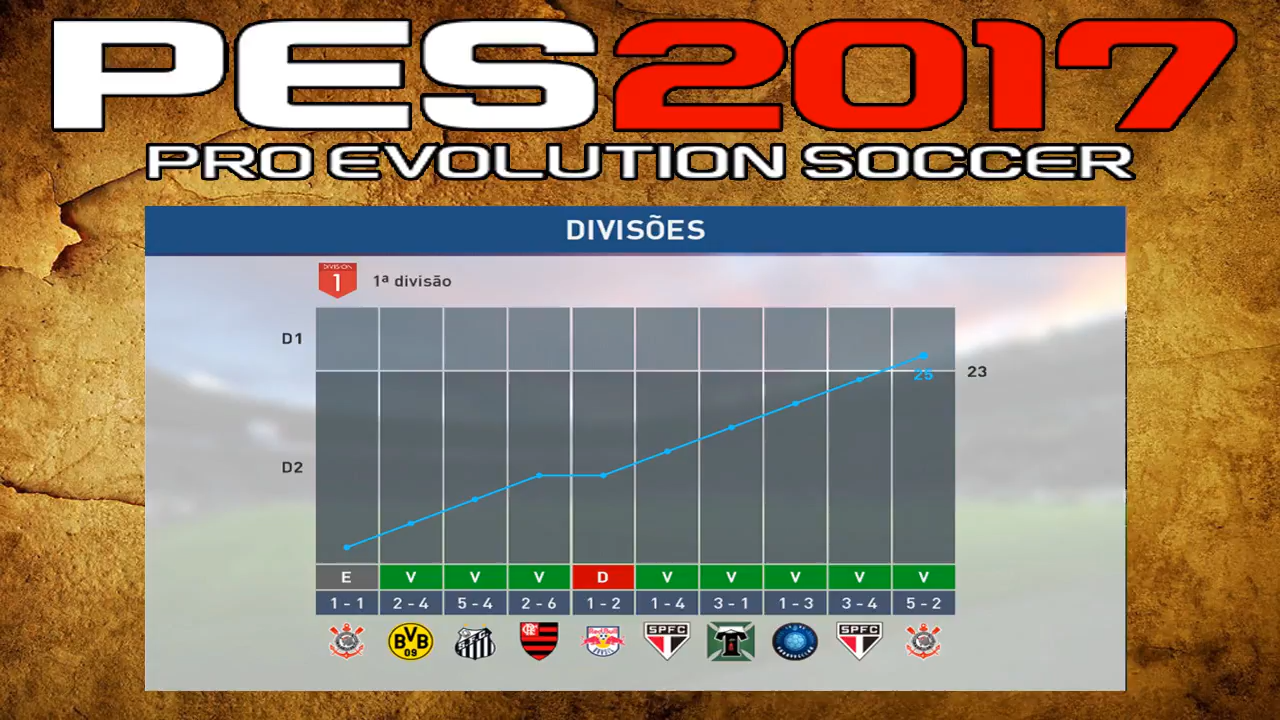 PES2017
PRO EVOLUTION SOCCER
DIVISÕES
DIVISION
1
1ª divisão
D1
25
23
D2
E V V V D V V V V V
1 - 1 2 - 4 5 - 4 2 - 6 1 - 2 1 - 4 3 - 1 1 - 3 3 - 4 5 - 2
BVB
09
SPFC
SPFC